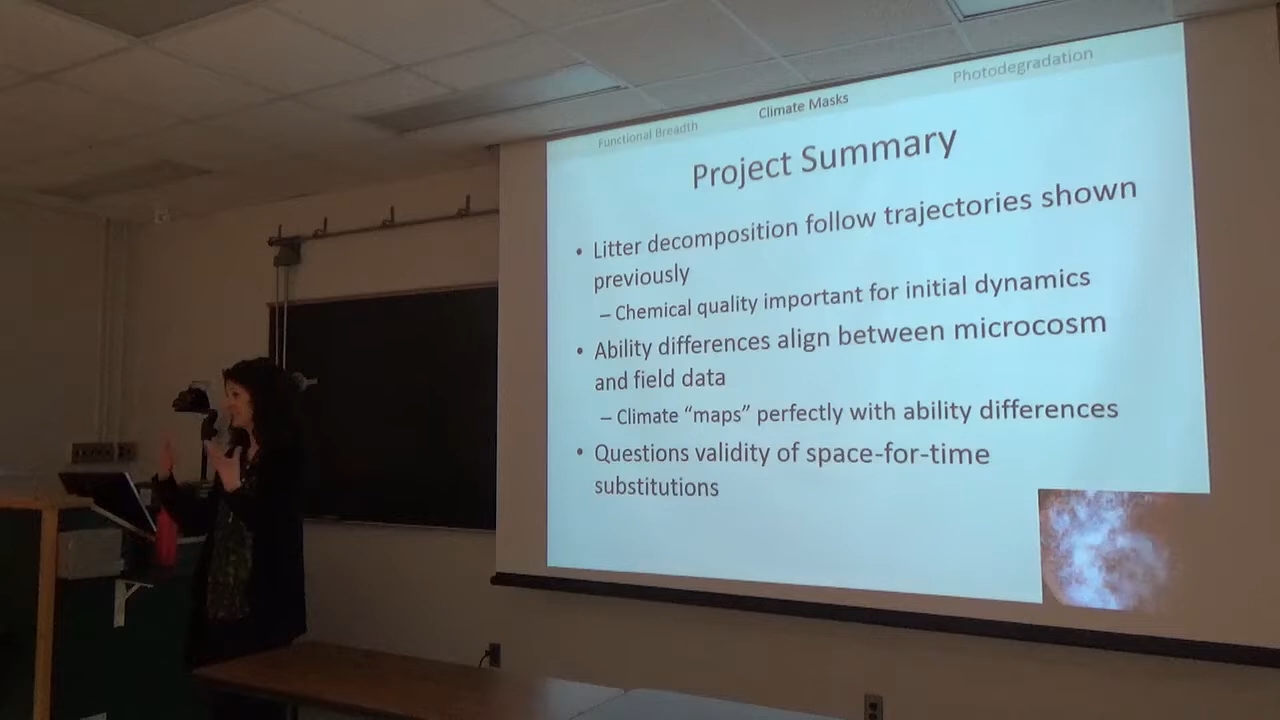 Functional Breadth
Climate Masks
Photodegradation
Project Summary
• Litter decomposition follow trajectories shown
previously
– Chemical quality important for initial dynamics
• Ability differences align between microcosm
and field data
– Climate “maps” perfectly with ability differences
• Questions validity of space-for-time
substitutions